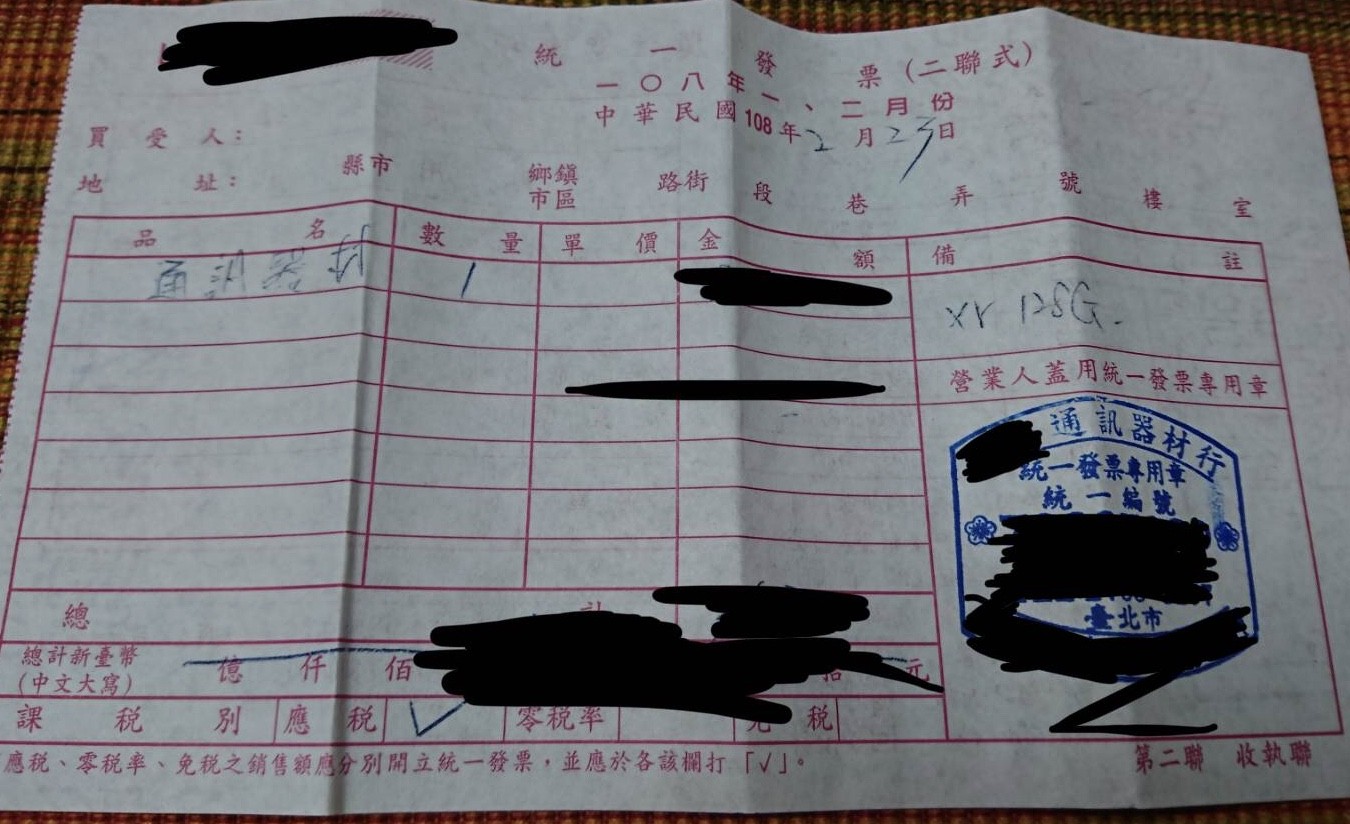 統一發票(二聯式)
一〇八年一、二月份
中華民國108年2月23日
買受人:
地址: 縣市 鄉鎮市區 路街 段 巷 弄 號 樓 室
品名 數量 單價 金額 備註
通訊器材 1
XR 128G.
營業人蓋用統一發票專用章
通訊器材行
統一發票專用章
統一編號
臺北市
總計
總計新臺幣
(中文大寫) 億 仟 佰 拾 元
課稅別 應稅 ✓ 零稅率 免稅
應稅、零稅率、免稅之銷售額應分別開立統一發票,並應於各該欄打「✓」。
第二聯 收執聯